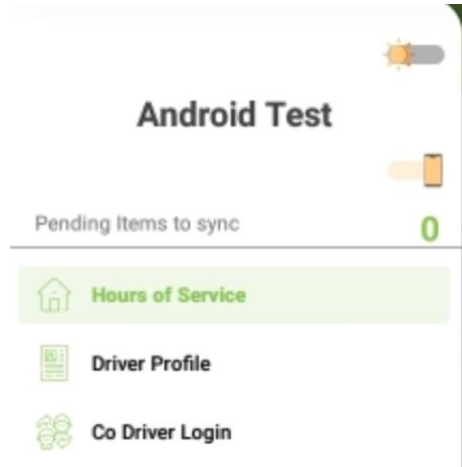 Android Test
Pending Items to sync
0
Hours of Service
Driver Profile
Co Driver Login